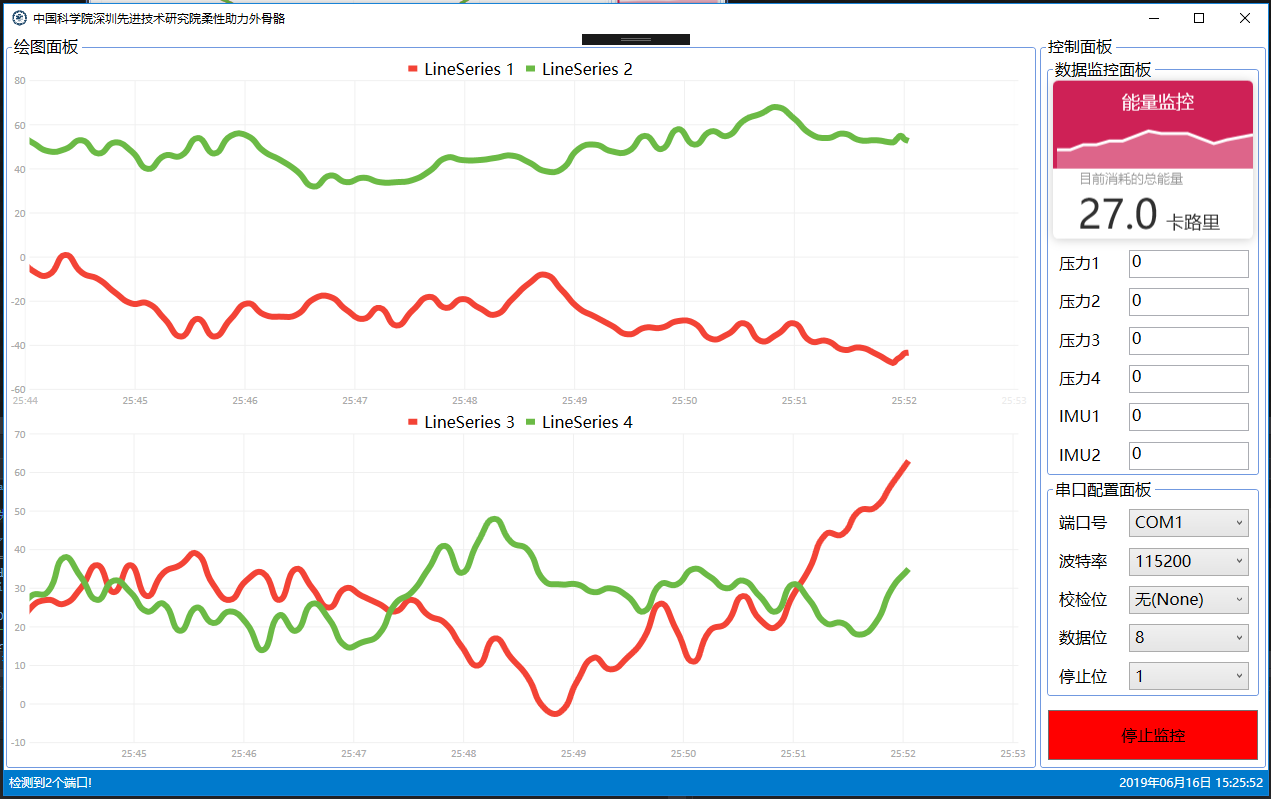 中国科学院深圳先进技术研究院柔性助力外骨骼
绘图面板
LineSeries 1 LineSeries 2
80
60
40
20
0
-20
-40
-60
25:44 25:45 25:46 25:47 25:48 25:49 25:50 25:51 25:52 25:53
LineSeries 3 LineSeries 4
70
60
50
40
30
20
10
0
-10
25:45 25:46 25:47 25:48 25:49 25:50 25:51 25:52 25:53
控制面板
数据监控面板
能量监控
目前消耗的总能量
27.0 卡路里
压力1 0
压力2 0
压力3 0
压力4 0
IMU1 0
IMU2 0
串口配置面板
端口号 COM1
波特率 115200
校检位 无(None)
数据位 8
停止位 1
停止监控
检测到2个端口!
2019年06月16日 15:25:52